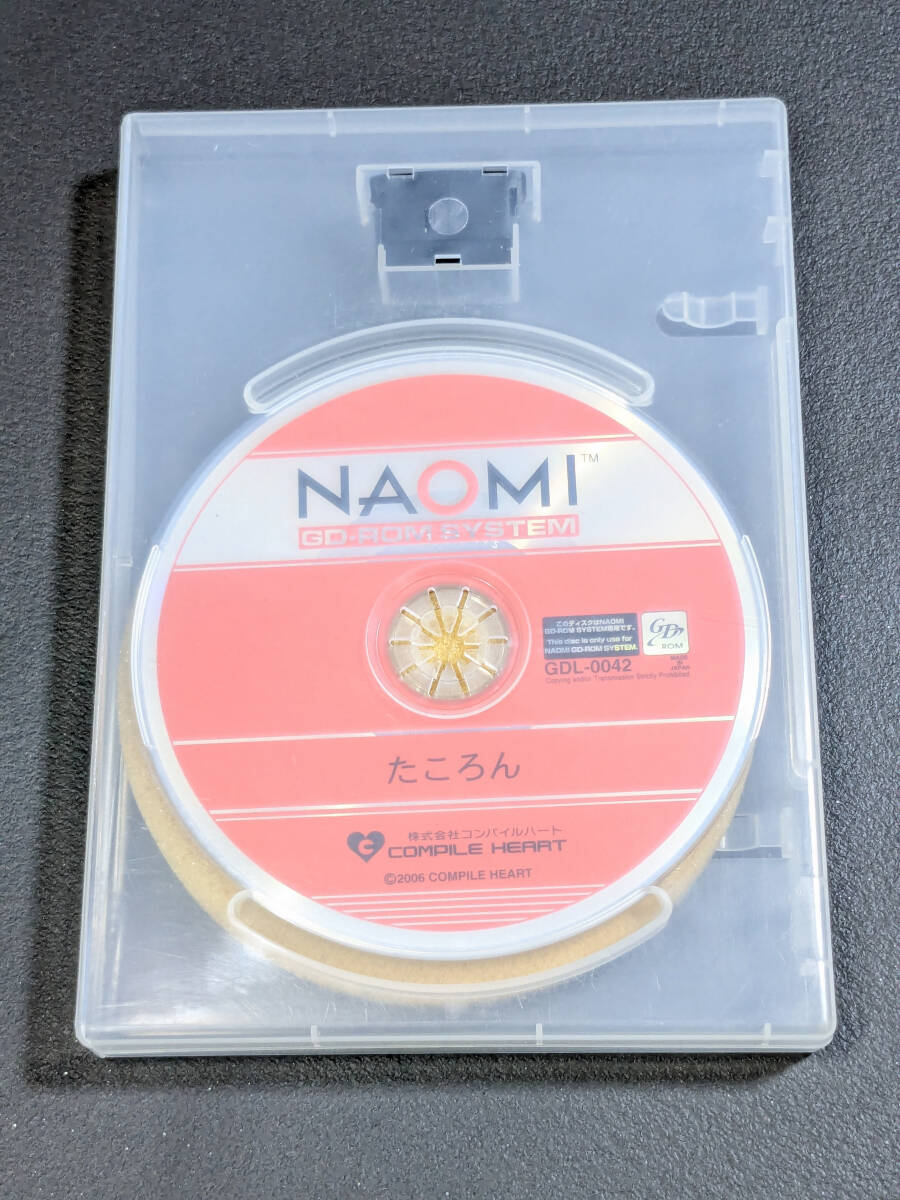 NAOMI™
GD-ROM SYSTEM
このディスクはNAOMI
GD-ROM SYSTEM専用です。
This disc is only use for
NAOMI GD-ROM SYSTEM.
GD
ROM
GDL-0042
MADE
IN
JAPAN
Copying and/or Transmission Strictly Prohibited.
たころん
株式会社コンパイルハート
COMPILE HEART
©2006 COMPILE HEART